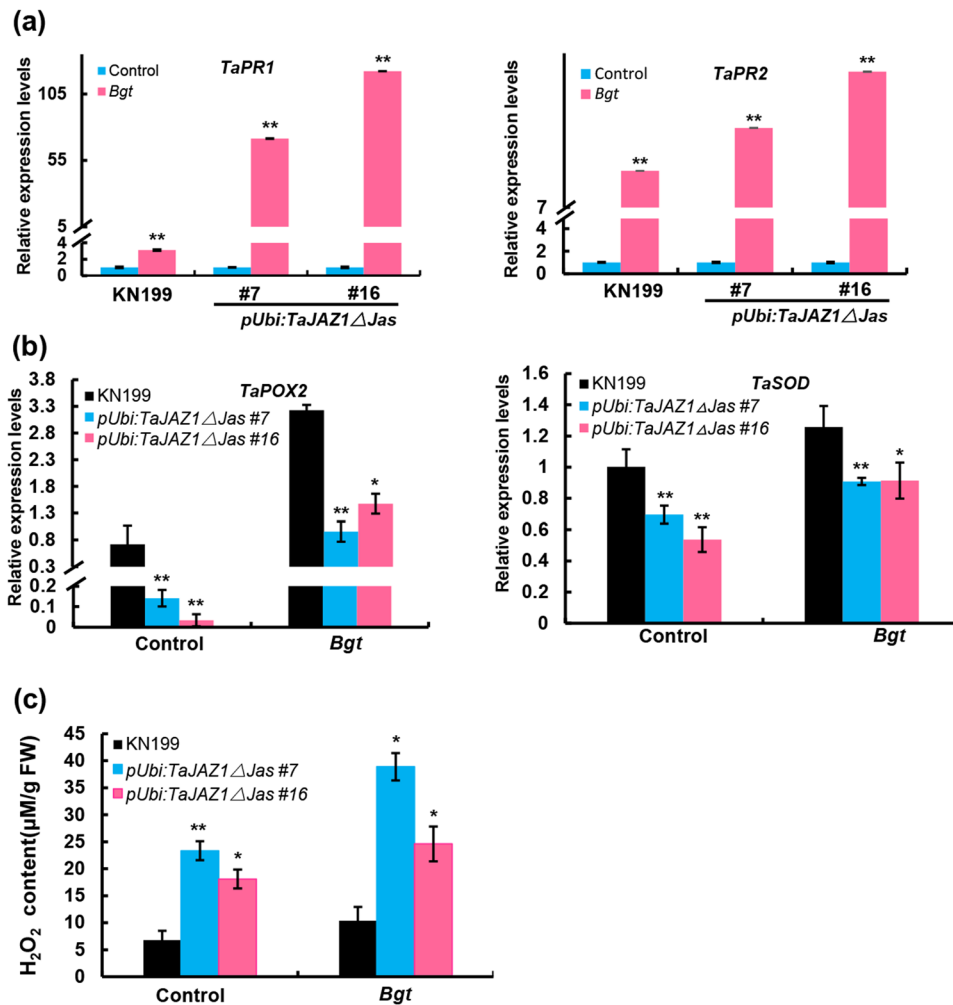 (a)
Relative expression levels
105
55
5
4
2
0
Control
Bgt
TaPR1
**
**
**
KN199
#7
#16
pUbi:TaJAZ1△Jas
Relative expression levels
7
4
2
0
Control
Bgt
TaPR2
**
**
**
KN199
#7
#16
pUbi:TaJAZ1△Jas
(b)
Relative expression levels
3.8
3.3
2.8
2.3
1.8
1.3
0.8
0.3
0.2
0.1
0
KN199
TaPOX2
pUbi:TaJAZ1△Jas #7
pUbi:TaJAZ1△Jas #16
**
**
**
*
Control
Bgt
Relative expression levels
1.6
1.4
1.2
1
0.8
0.6
0.4
0.2
0
KN199
TaSOD
pUbi:TaJAZ1△Jas #7
pUbi:TaJAZ1△Jas #16
**
**
**
*
Control
Bgt
(c)
H₂O₂ content(µM/g FW)
45
40
35
30
25
20
15
10
5
0
KN199
pUbi:TaJAZ1△Jas #7
pUbi:TaJAZ1△Jas #16
**
*
*
*
Control
Bgt